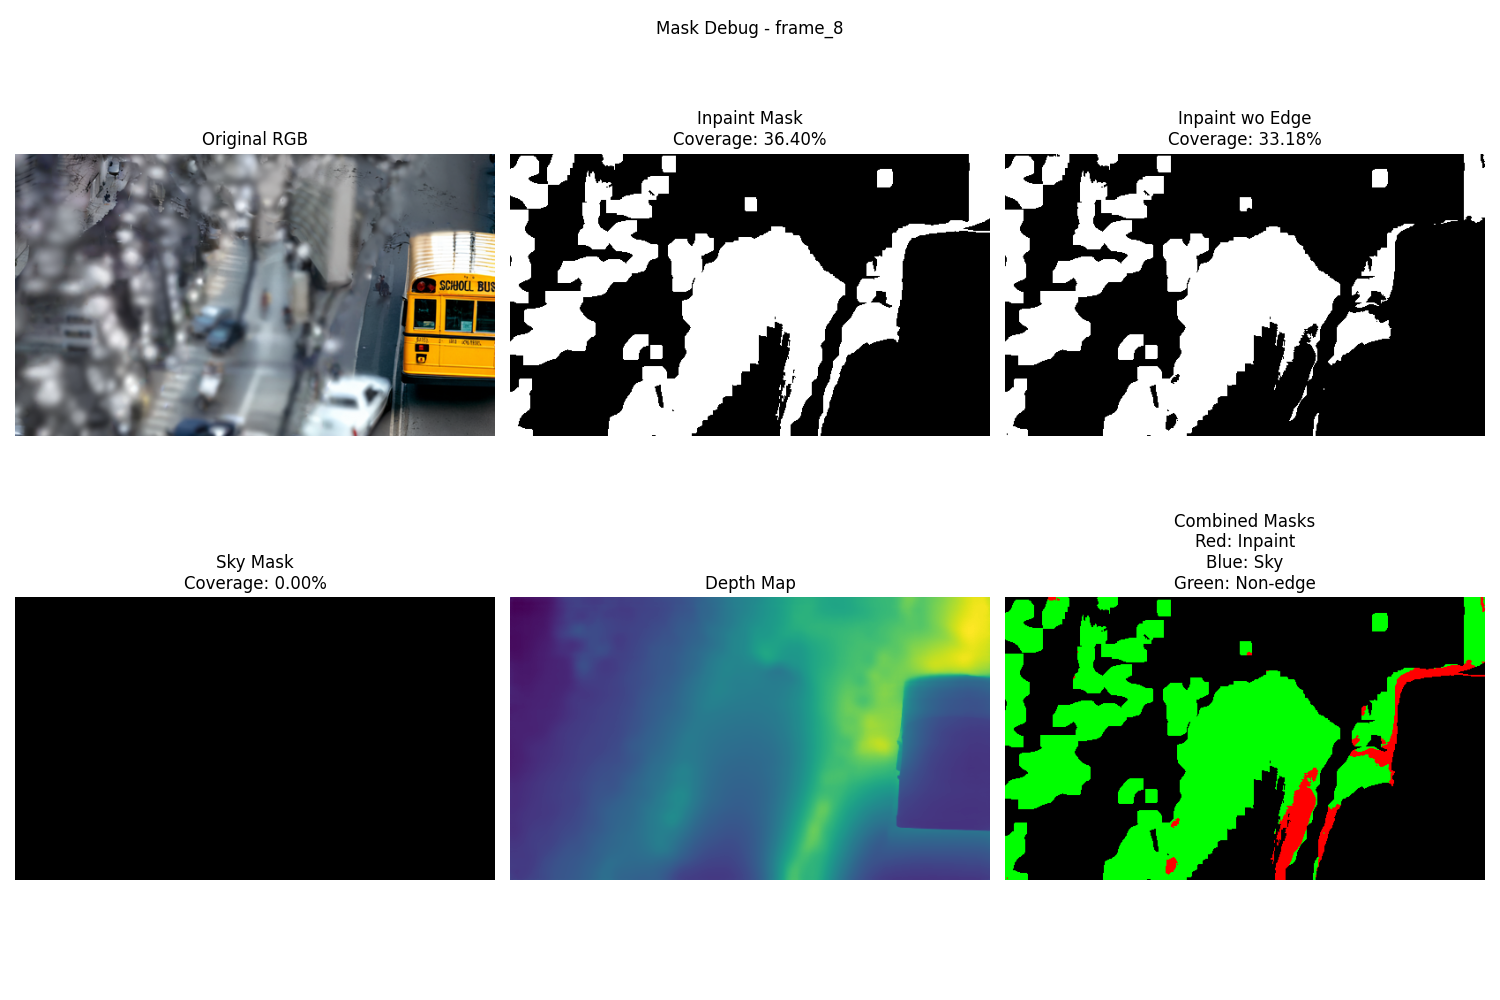 Mask Debug - frame_8
Original RGB
Inpaint Mask
Coverage: 36.40%
Inpaint wo Edge
Coverage: 33.18%
SCHOLL BUS
Sky Mask
Coverage: 0.00%
Depth Map
Combined Masks
Red: Inpaint
Blue: Sky
Green: Non-edge